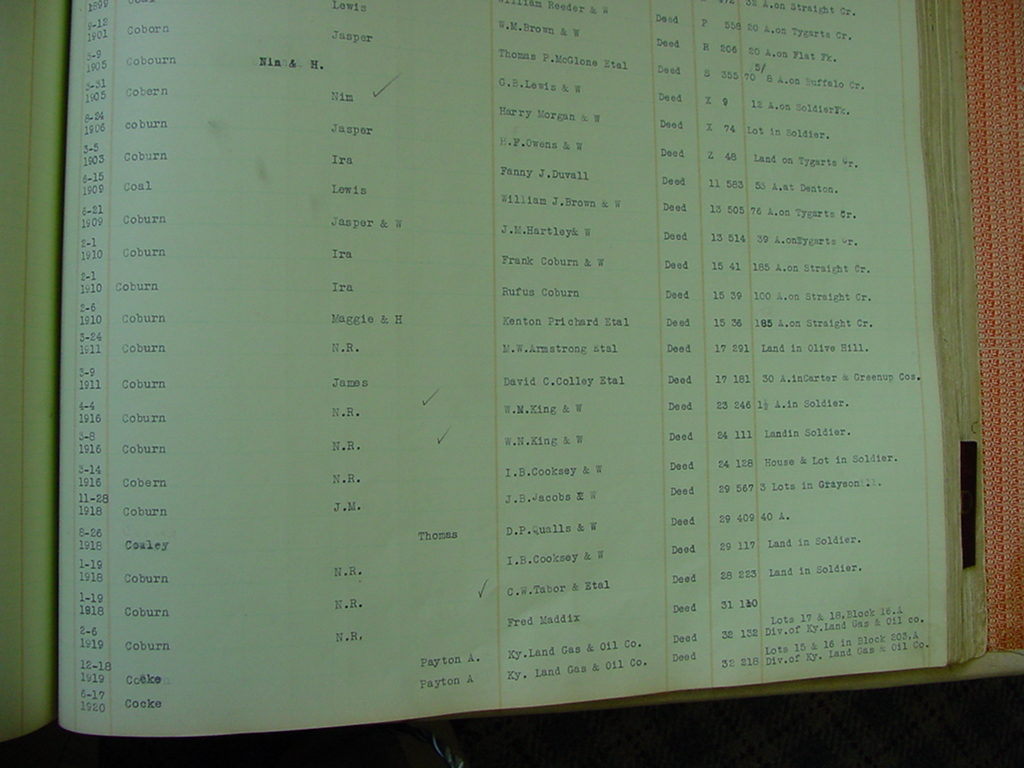 1899 Coal Lewis W.M.Brown & W Deed R 206 20 A.on Flat Fk.
9-12 1901 Coborn Jasper Thomas P.McGlone Etal Deed S 355 70 5/8 A.on Buffalo Cr.
3-9 1905 Cobourn Nim & H. G.B.Lewis & W Deed X 9 12 A.on SoldierFk.
3-31 1905 Cobern Nim Harry Morgan & W Deed X 74 Lot in Soldier.
8-24 1906 coburn Jasper H.F.Owens & W Deed Z 48 Land on Tygarts Cr.
3-5 1903 Coburn Ira Fanny J.Duvall Deed 11 583 53 A.at Denton.
6-15 1909 Coal Lewis William J.Brown & W Deed 13 505 76 A.on Tygarts Cr.
6-21 1909 Coburn Jasper & W J.M.Hartley& W Deed 13 514 39 A.onTygarts Cr.
2-1 1910 Coburn Ira Frank Coburn & W Deed 15 41 185 A.on Straight Cr.
2-1 1910 Coburn Ira Rufus Coburn Deed 15 39 100 A.on Straight Cr.
2-6 1910 Coburn Maggie & H Kenton Prichard Etal Deed 15 36 185 A.on Straight Cr.
3-24 1911 Coburn N.R. M.W.Armstrong Etal Deed 17 291 Land in Olive Hill.
3-9 1911 Coburn James David C.Colley Etal Deed 17 181 30 A.inCarter & Greenup Cos.
4-4 1916 Coburn N.R. W.M.King & W Deed 23 246 1½ A.in Soldier.
3-8 1916 Coburn N.R. W.N.King & W Deed 24 111 Landin Soldier.
3-14 1916 Cobern N.R. I.B.Cooksey & W Deed 24 128 House & Lot in Soldier.
11-28 1918 Coburn J.M. J.B.Jacobs & W Deed 29 567 3 Lots in Grayson
8-26 1918 Thomas D.P.Qualls & W Deed 29 409 40 A.
1-19 1918 Coburn N.R. I.B.Cooksey & W Deed 29 117 Land in Soldier.
1-19 1918 Coburn N.R. C.W.Tabor & Etal Deed 28 223 Land in Soldier.
2-6 1919 Coburn N.R. Fred Maddix Deed 31 110
12-18 1919 Cocke Payton A. Ky.Land Gas & Oil Co. Deed 32 132 Lots 17 & 18,Block 16.A Div.of Ky.Land Gas & Oil co.
6-17 1920 Cocke Payton A Ky. Land Gas & Oil Co. Deed 32 218 Lots 15 & 16 in Block 203.A Div.of Ky. Land Gas & Oil Co.